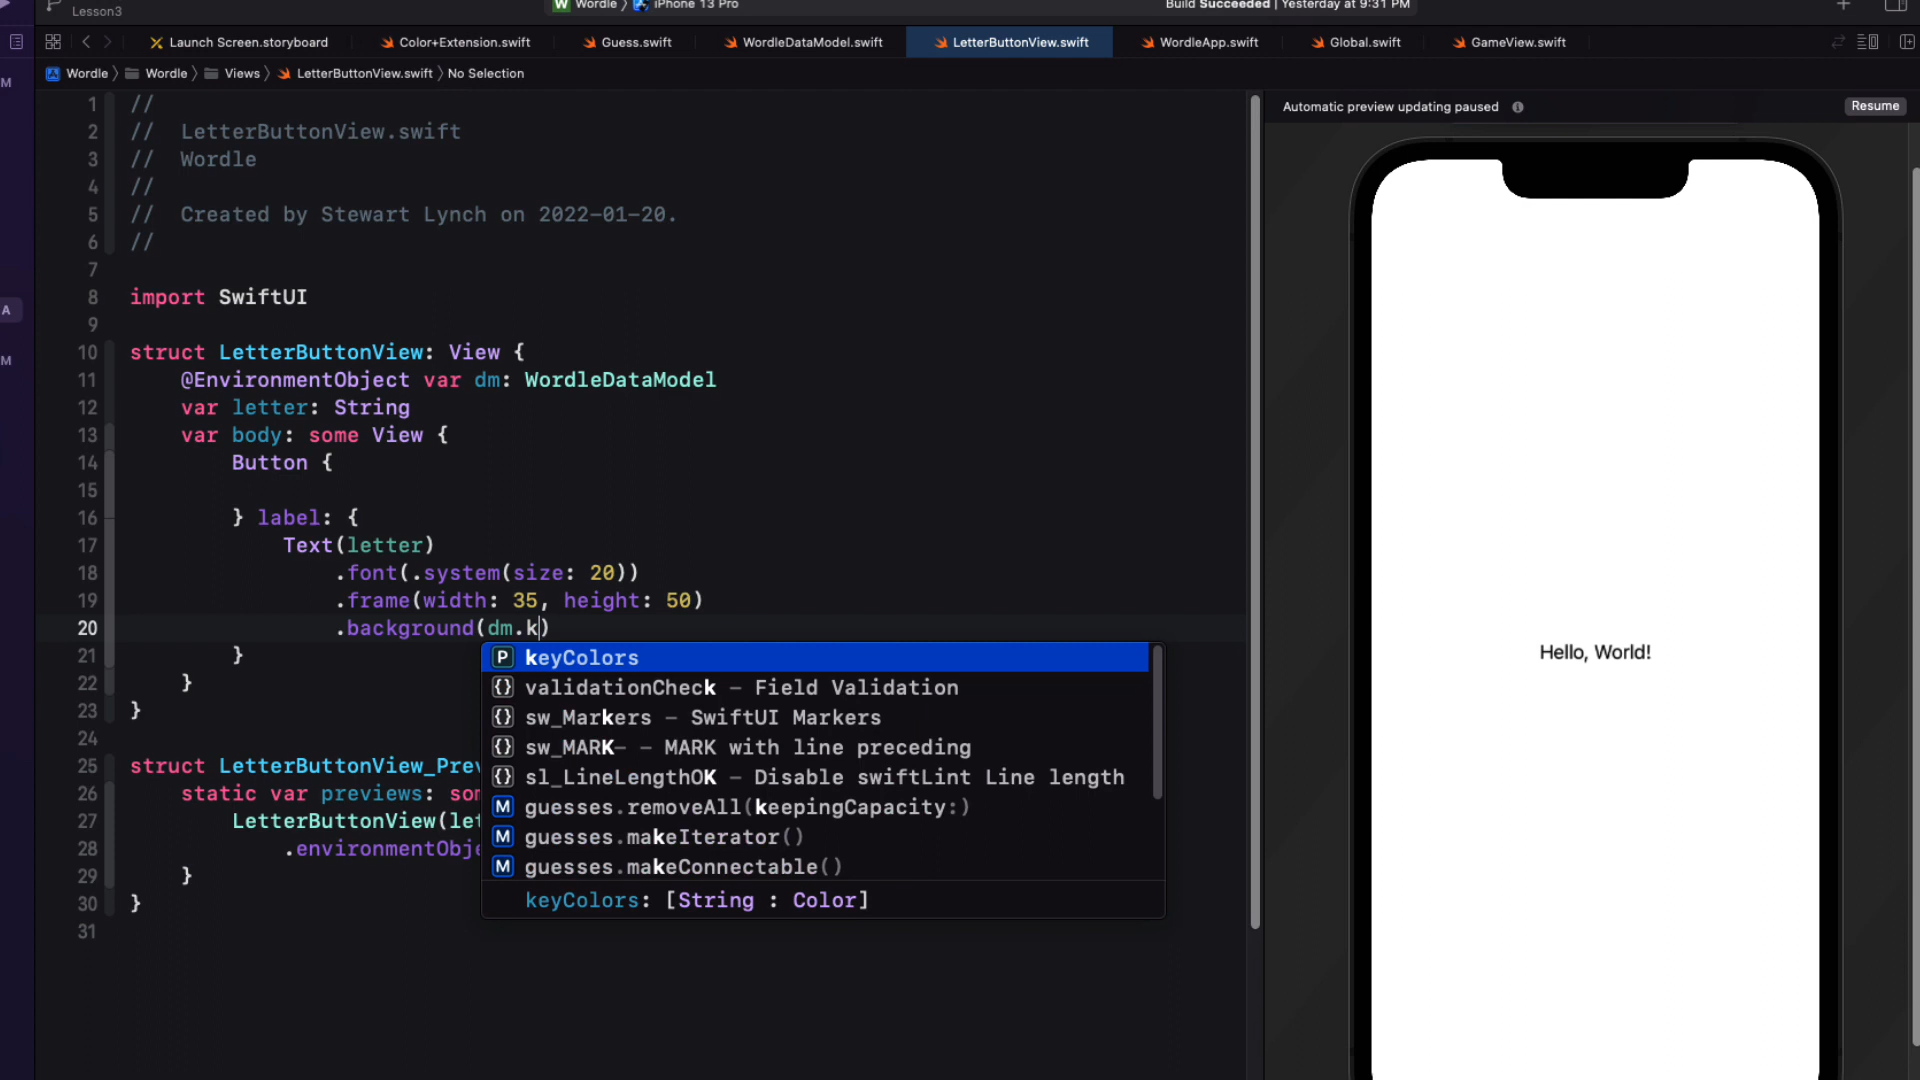 Lesson3
Wordle 〉 iPhone 13 Pro
Build Succeeded | Yesterday at 9:31 PM
Launch Screen.storyboard
Color+Extension.swift
Guess.swift
WordleDataModel.swift
LetterButtonView.swift
WordleApp.swift
Global.swift
GameView.swift
Wordle 〉 Wordle 〉 Views 〉 LetterButtonView.swift 〉 No Selection
M
A
M
Automatic preview updating paused
Resume
1 //
2 //  LetterButtonView.swift
3 //  Wordle
4 //
5 //  Created by Stewart Lynch on 2022-01-20.
6 //
7
8 import SwiftUI
9
10 struct LetterButtonView: View {
11     @EnvironmentObject var dm: WordleDataModel
12     var letter: String
13     var body: some View {
14         Button {
15
16         } label: {
17             Text(letter)
18                 .font(.system(size: 20))
19                 .frame(width: 35, height: 50)
20                 .background(dm.k)
21         }
22     }
23 }
24
25 struct LetterButtonView_Prev
26     static var previews: som
27         LetterButtonView(let
28             .environmentObje
29     }
30 }
31
P keyColors
{} validationCheck – Field Validation
{} sw_Markers – SwiftUI Markers
{} sw_MARK- – MARK with line preceding
{} sl_LineLengthOK – Disable swiftLint Line length
M guesses.removeAll(keepingCapacity:)
M guesses.makeIterator()
M guesses.makeConnectable()
keyColors: [String : Color]
Hello, World!